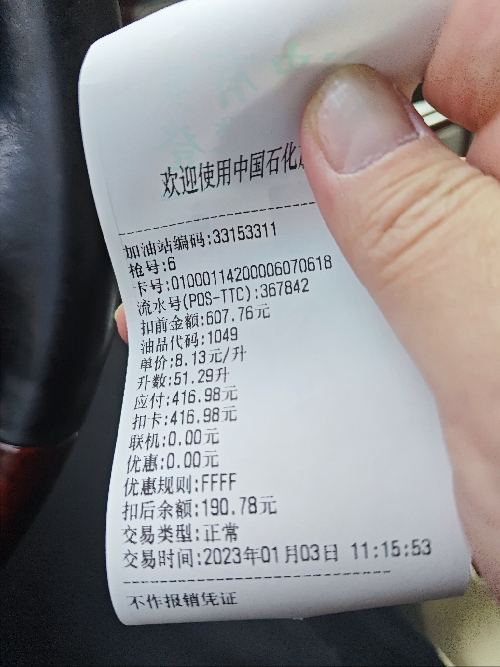 欢迎使用中国石化
加油站编码:33153311
枪号:6
卡号:01000114200006070618
流水号(POS-TTC):367842
扣前金额:607.76元
油品代码:1049
单价:8.13元/升
升数:51.29升
应付:416.98元
扣卡:416.98元
联机:0.00元
优惠:0.00元
优惠规则:FFFF
扣后余额:190.78元
交易类型:正常
交易时间:2023年01月03日 11:15:53
不作报销凭证